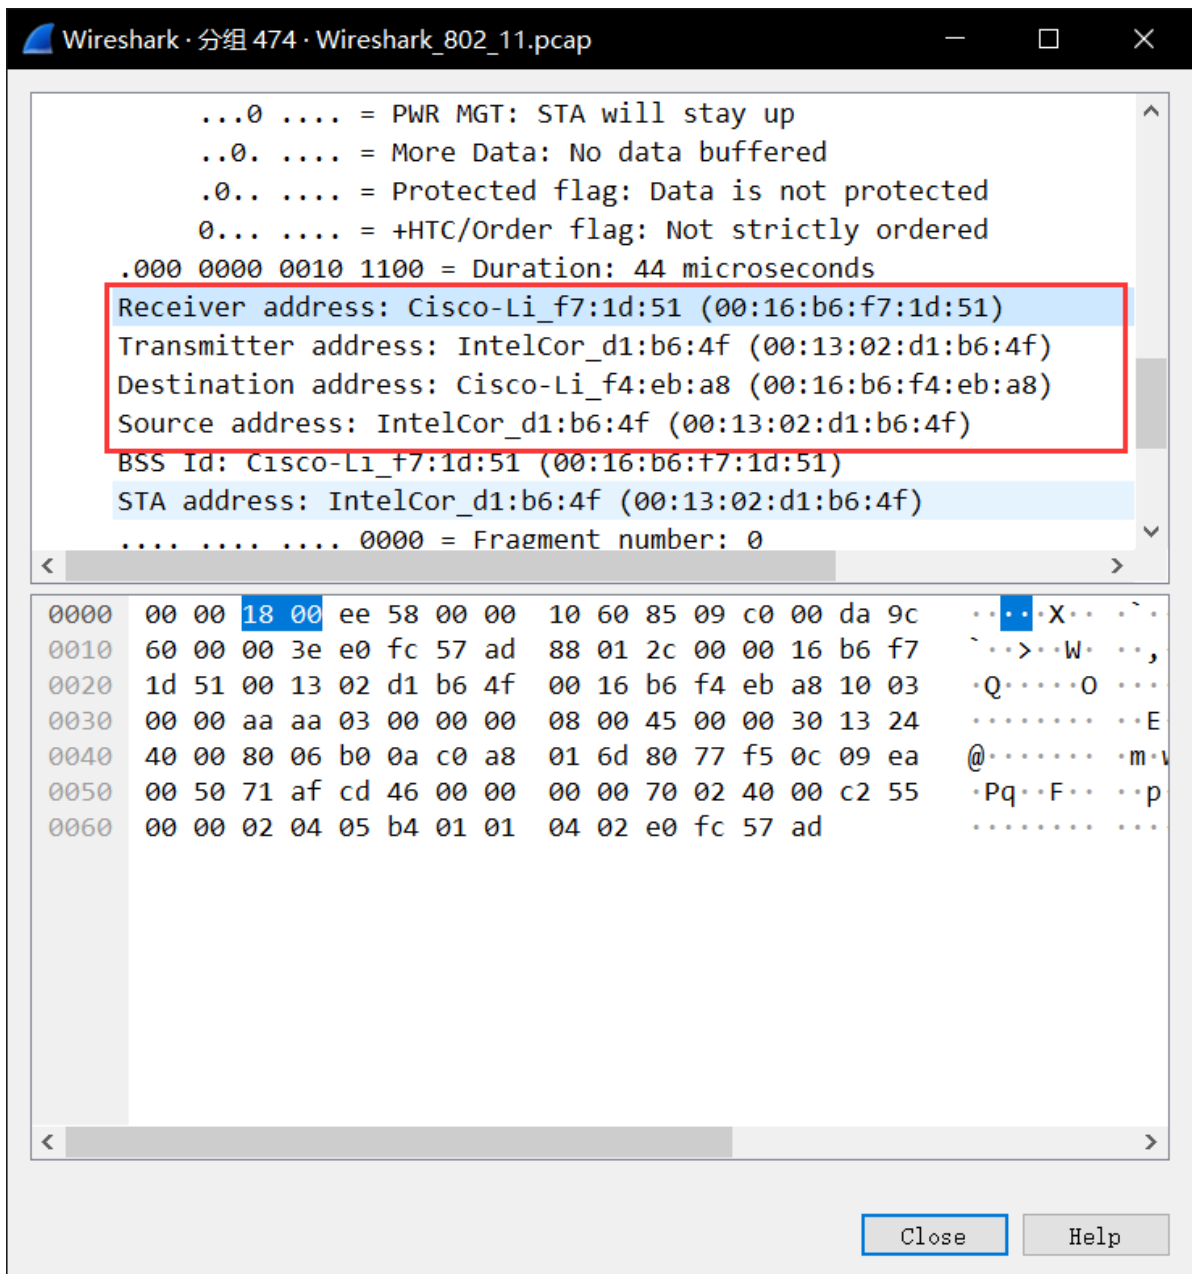 Wireshark · 分组 474 · Wireshark_802_11.pcap
...0 .... = PWR MGT: STA will stay up
..0. .... = More Data: No data buffered
.0.. .... = Protected flag: Data is not protected
0... .... = +HTC/Order flag: Not strictly ordered
.000 0000 0010 1100 = Duration: 44 microseconds
Receiver address: Cisco-Li_f7:1d:51 (00:16:b6:f7:1d:51)
Transmitter address: IntelCor_d1:b6:4f (00:13:02:d1:b6:4f)
Destination address: Cisco-Li_f4:eb:a8 (00:16:b6:f4:eb:a8)
Source address: IntelCor_d1:b6:4f (00:13:02:d1:b6:4f)
BSS Id: Cisco-Li_f7:1d:51 (00:16:b6:f7:1d:51)
STA address: IntelCor_d1:b6:4f (00:13:02:d1:b6:4f)
.... .... .... 0000 = Fragment number: 0
0000 00 00 18 00 ee 58 00 00 10 60 85 09 c0 00 da 9c ·····X·· ·`··
0010 60 00 00 3e e0 fc 57 ad 88 01 2c 00 00 16 b6 f7 `··>··W· ··,·
0020 1d 51 00 13 02 d1 b6 4f 00 16 b6 f4 eb a8 10 03 ·Q·····O ····
0030 00 00 aa aa 03 00 00 00 08 00 45 00 00 30 13 24 ········ ··E
0040 40 00 80 06 b0 0a c0 a8 01 6d 80 77 f5 0c 09 ea @······· ·m·w
0050 00 50 71 af cd 46 00 00 00 00 70 02 40 00 c2 55 ·Pq··F·· ··p
0060 00 00 02 04 05 b4 01 01 04 02 e0 fc 57 ad ········ ····
Close Help